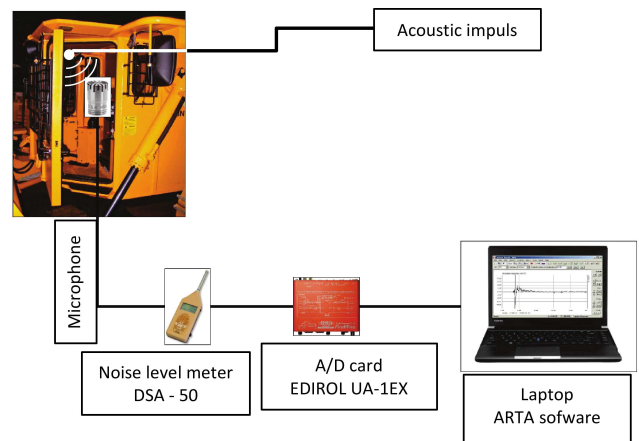 Acoustic impuls
Microphone
Noise level meter
DSA - 50
A/D card
EDIROL UA-1EX
Laptop
ARTA sofware